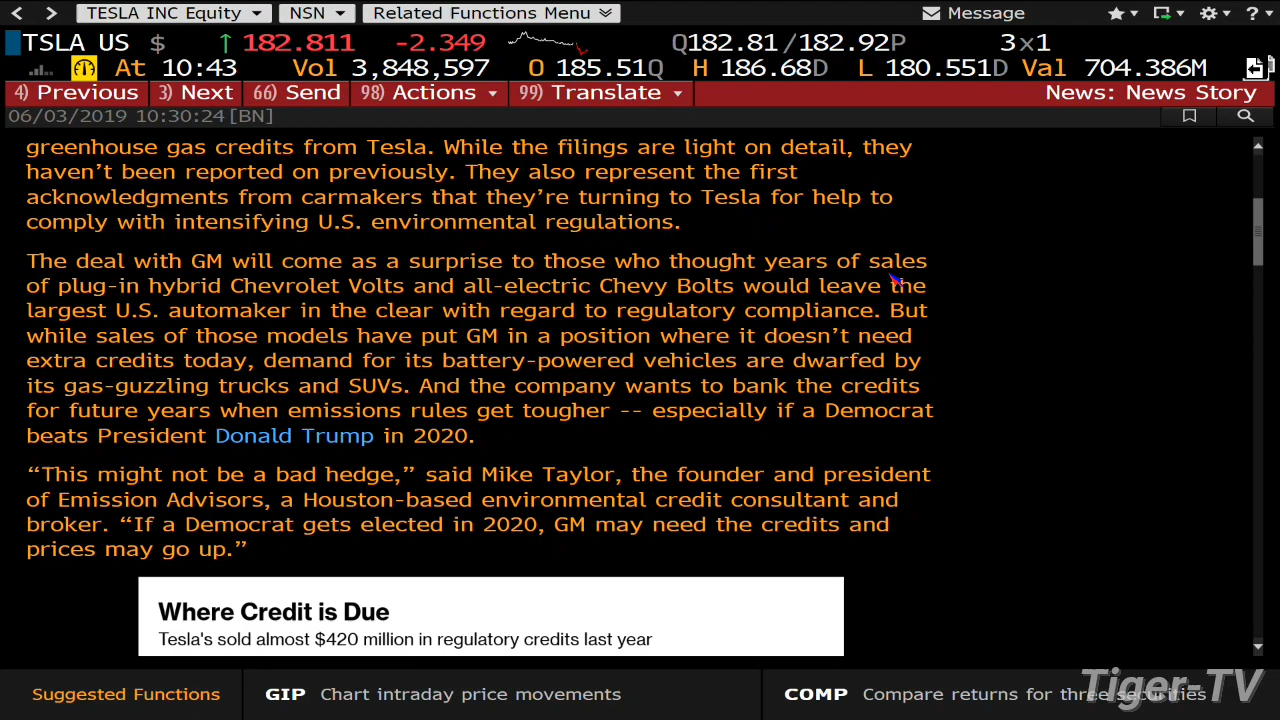 TESLA INC Equity NSN Related Functions Menu Message ?
TSLA US $ ↑ 182.811 -2.349 Q182.81/182.92P 3x1
At 10:43 Vol 3,848,597 O 185.51Q H 186.68D L 180.551D Val 704.386M
4) Previous 3) Next 66) Send 98) Actions 99) Translate News: News Story
06/03/2019 10:30:24[BN]
greenhouse gas credits from Tesla. While the filings are light on detail, they
haven't been reported on previously. They also represent the first
acknowledgments from carmakers that they're turning to Tesla for help to
comply with intensifying U.S. environmental regulations.
The deal with GM will come as a surprise to those who thought years of sales
of plug-in hybrid Chevrolet Volts and all-electric Chevy Bolts would leave the
largest U.S. automaker in the clear with regard to regulatory compliance. But
while sales of those models have put GM in a position where it doesn't need
extra credits today, demand for its battery-powered vehicles are dwarfed by
its gas-guzzling trucks and SUVs. And the company wants to bank the credits
for future years when emissions rules get tougher -- especially if a Democrat
beats President Donald Trump in 2020.
“This might not be a bad hedge,” said Mike Taylor, the founder and president
of Emission Advisors, a Houston-based environmental credit consultant and
broker. “If a Democrat gets elected in 2020, GM may need the credits and
prices may go up.”
Where Credit is Due
Tesla's sold almost $420 million in regulatory credits last year
Suggested Functions GIP Chart intraday price movements COMP Compare returns for three securities
Tiger-TV